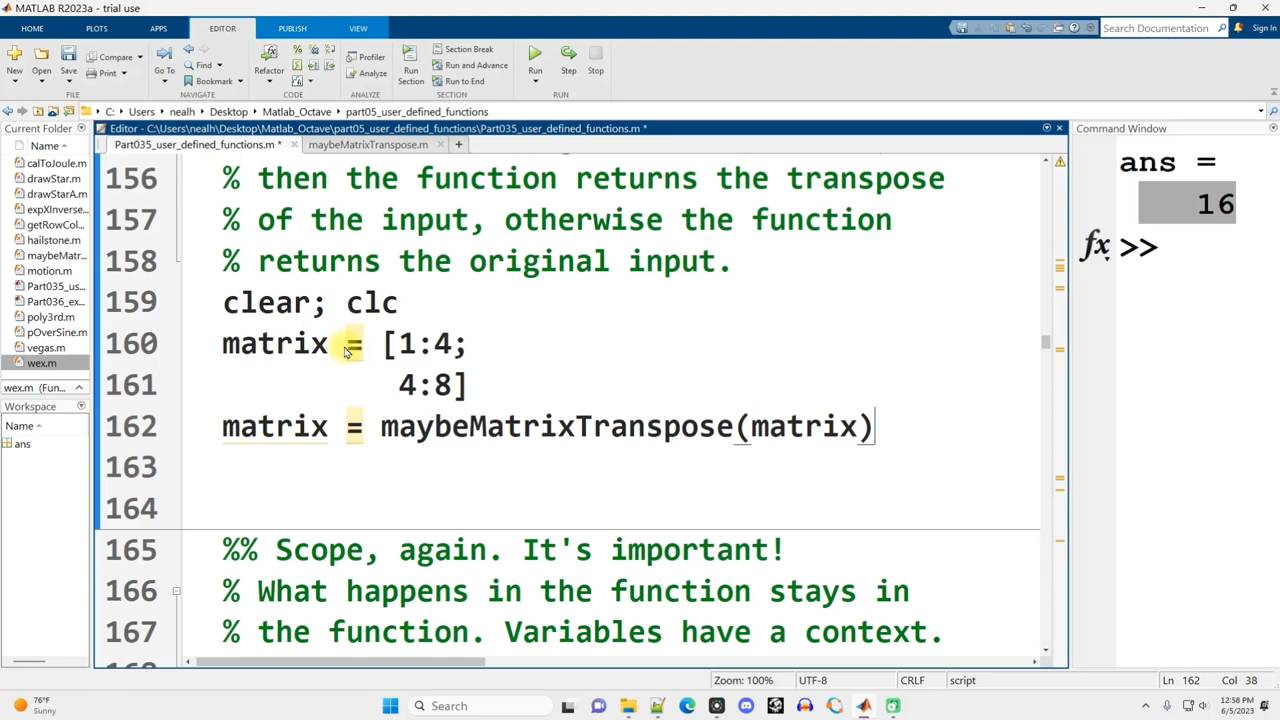 MATLAB R2023a - trial use
HOME PLOTS APPS EDITOR PUBLISH VIEW
Search Documentation Sign In
New Open Save Compare Print
Go To Find Bookmark
Refactor
Profiler Analyze
Run Section Section Break Run and Advance Run to End
Run Step Stop
FILE NAVIGATE CODE ANALYZE SECTION RUN
C: Users nealh Desktop Matlab_Octave part05_user_defined_functions
Current Folder
Name
calToJoule.m
drawStar.m
drawStarA.m
expXInverse...
getRowCol...
hailstone.m
maybeMatr...
motion.m
Part035_us...
Part036_ex...
poly3rd.m
pOverSine.m
vegas.m
wex.m
wex.m (Fun...
Workspace
Name
ans
Editor - C:\Users\nealh\Desktop\Matlab_Octave\part05_user_defined_functions\Part035_user_defined_functions.m *
Part035_user_defined_functions.m * maybeMatrixTranspose.m
156 % then the function returns the transpose
157 % of the input, otherwise the function
158 % returns the original input.
159 clear; clc
160 matrix = [1:4;
161 4:8]
162 matrix = maybeMatrixTranspose(matrix)
163
164
165 %% Scope, again. It's important!
166 % What happens in the function stays in
167 % the function. Variables have a context.
Command Window
ans =
16
fx >>
Zoom: 100% UTF-8 CRLF script Ln 162 Col 38
76°F
Sunny
Search
12:58 PM
6/5/2023